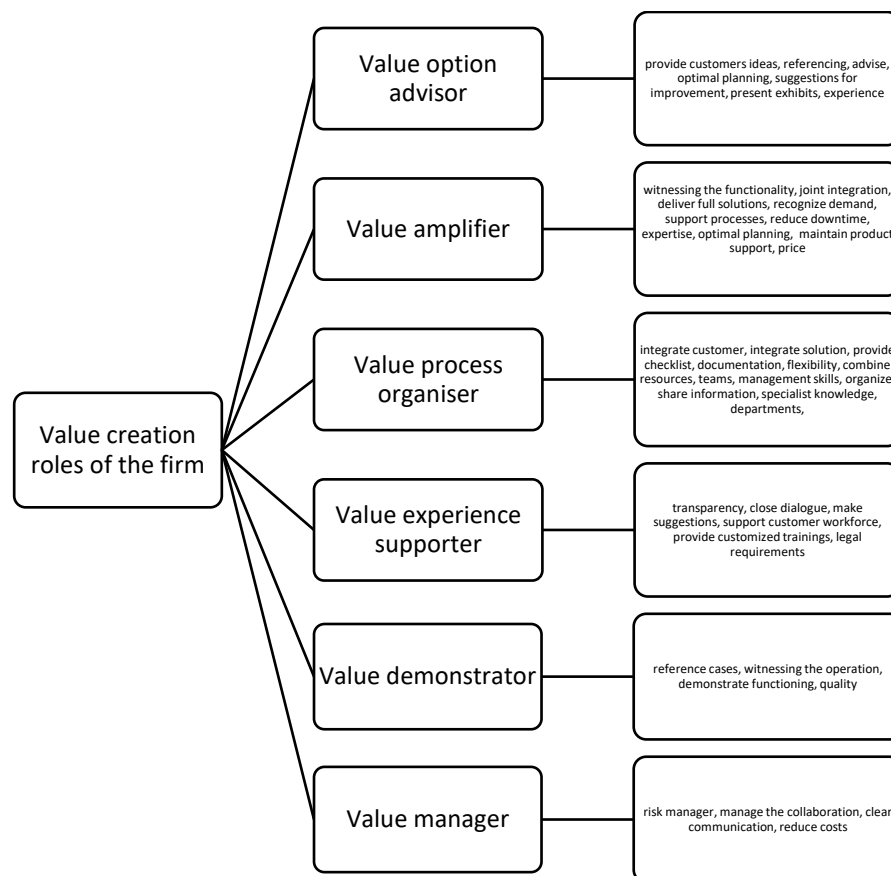 Value creation
roles of the firm
Value option
advisor
provide customers ideas, referencing, advise,
optimal planning, suggestions for
improvement, present exhibits, experience
Value amplifier
witnessing the functionality, joint integration,
deliver full solutions, recognize demand,
support processes, reduce downtime,
expertise, optimal planning, maintain product
support, price
Value process
organiser
integrate customer, integrate solution, provide
checklist, documentation, flexibility, combine
resources, teams, management skills, organize,
share information, specialist knowledge,
departments,
Value experience
supporter
transparency, close dialogue, make
suggestions, support customer workforce,
provide customized trainings, legal
requirements
Value demonstrator
reference cases, witnessing the operation,
demonstrate functioning, quality
Value manager
risk manager, manage the collaboration, clear
communication, reduce costs